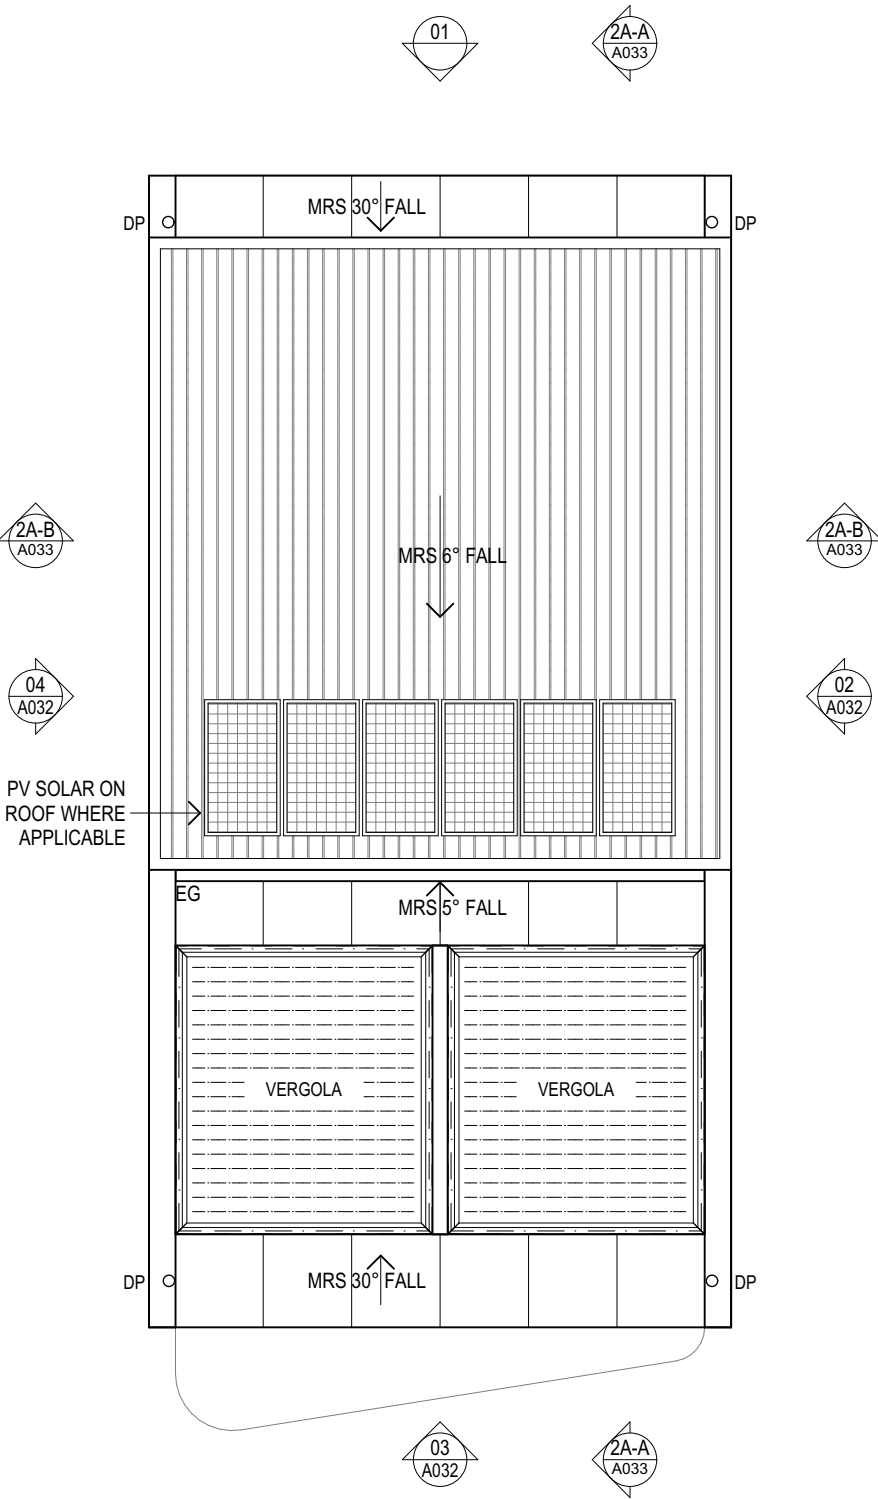 01
2A-A
A033
MRS 30° FALL
DP
DP
2A-B
A033
2A-B
A033
MRS 6° FALL
04
A032
02
A032
PV SOLAR ON
ROOF WHERE
APPLICABLE
EG
MRS 5° FALL
VERGOLA
VERGOLA
DP
MRS 30° FALL
DP
03
A032
2A-A
A033